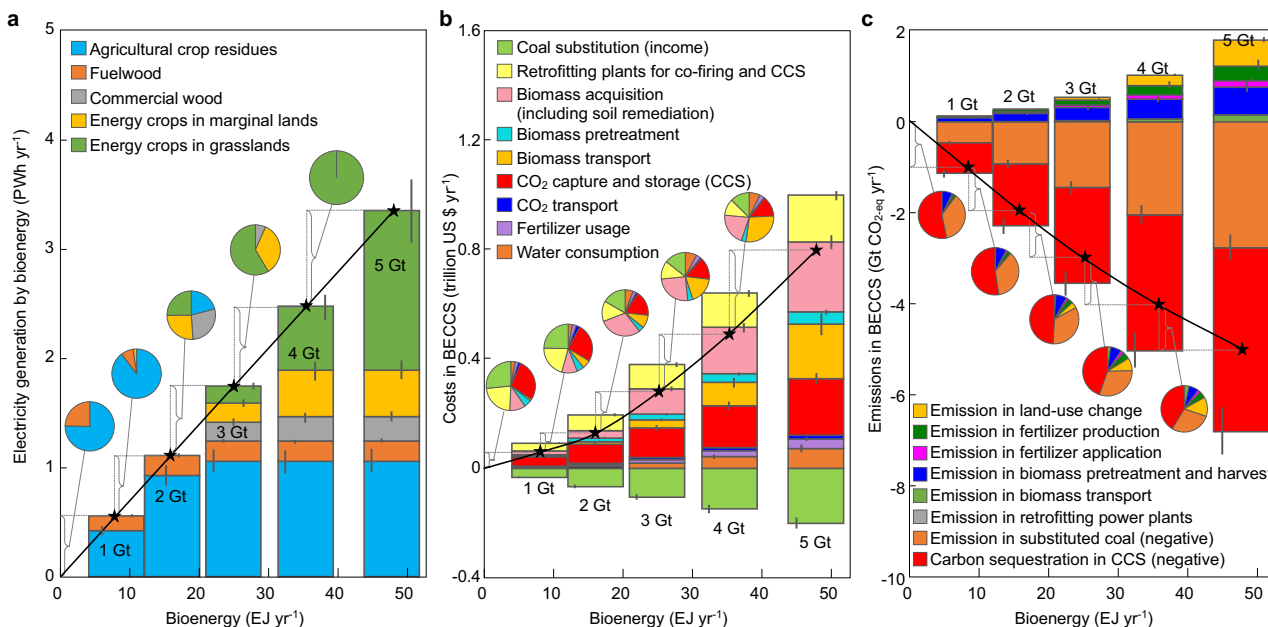 a
Electricity generation by bioenergy (PWh yr⁻¹)
5
4
3
2
1
0
Agricultural crop residues
Fuelwood
Commercial wood
Energy crops in marginal lands
Energy crops in grasslands
1 Gt
2 Gt
3 Gt
4 Gt
5 Gt
0 10 20 30 40 50
Bioenergy (EJ yr⁻¹)
b
Costs in BECCS (trillion US $ yr⁻¹)
1.6
1.2
0.8
0.4
0
-0.4
Coal substitution (income)
Retrofitting plants for co-firing and CCS
Biomass acquisition
(including soil remediation)
Biomass pretreatment
Biomass transport
CO₂ capture and storage (CCS)
CO₂ transport
Fertilizer usage
Water consumption
1 Gt
2 Gt
3 Gt
4 Gt
5 Gt
0 10 20 30 40 50
Bioenergy (EJ yr⁻¹)
c
Emissions in BECCS (Gt CO₂₋eq yr⁻¹)
2
0
-2
-4
-6
-8
-10
1 Gt
2 Gt
3 Gt
4 Gt
5 Gt
Emission in land-use change
Emission in fertilizer production
Emission in fertilizer application
Emission in biomass pretreatment and harvest
Emission in biomass transport
Emission in retrofitting power plants
Emission in substituted coal (negative)
Carbon sequestration in CCS (negative)
0 10 20 30 40 50
Bioenergy (EJ yr⁻¹)